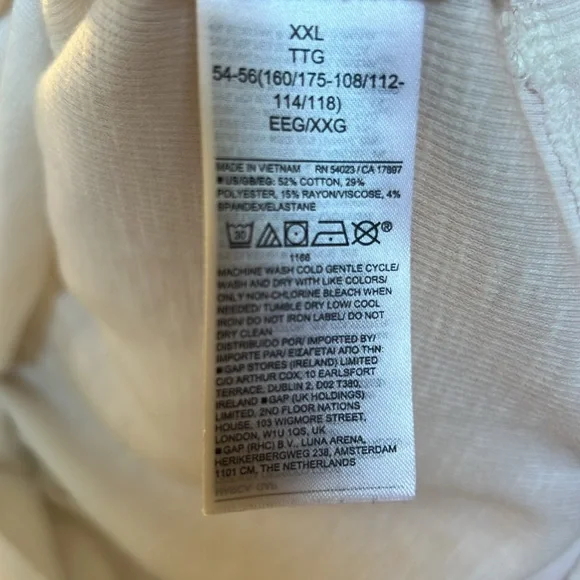 XXL
TTG
54-56(160/175-108/112-
114/118)
EEG/XXG
MADE IN VIETNAM RN 54023 / CA 17897
■ US/GB/EG: 52% COTTON, 29%
POLYESTER, 15% RAYON/VISCOSE, 4%
SPANDEX/ELASTANE
30 ®
1166
MACHINE WASH COLD GENTLE CYCLE/
WASH AND DRY WITH LIKE COLORS/
ONLY NON-CHLORINE BLEACH WHEN
NEEDED/ TUMBLE DRY LOW/ COOL
IRON/ DO NOT IRON LABEL/ DO NOT
DRY CLEAN
DISTRIBUIDO POR/ IMPORTED BY/
IMPORTE PAR/ ΕΙΣΑΓΕΤΑΙ ΑΠΟ ΤΗΝ:
■ GAP STORES (IRELAND) LIMITED
C/O ARTHUR COX, 10 EARLSFORT
TERRACE, DUBLIN 2, D02 T380,
IRELAND ■ GAP (UK HOLDINGS)
LIMITED, 2ND FLOOR NATIONS
HOUSE, 103 WIGMORE STREET,
LONDON, W1U 1QS, UK
■ GAP (RHC) B.V., LUNA ARENA,
HERIKERBERGWEG 238, AMSTERDAM
1101 CM, THE NETHERLANDS